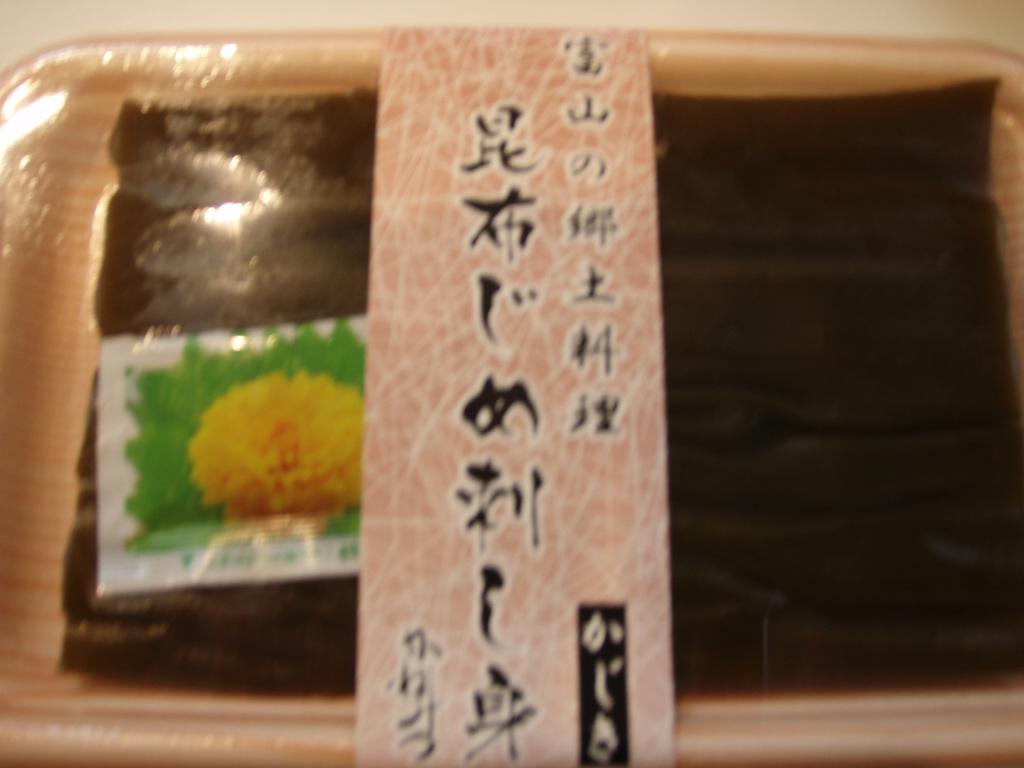 富山の郷土料理
昆布じめ刺し身
かじき